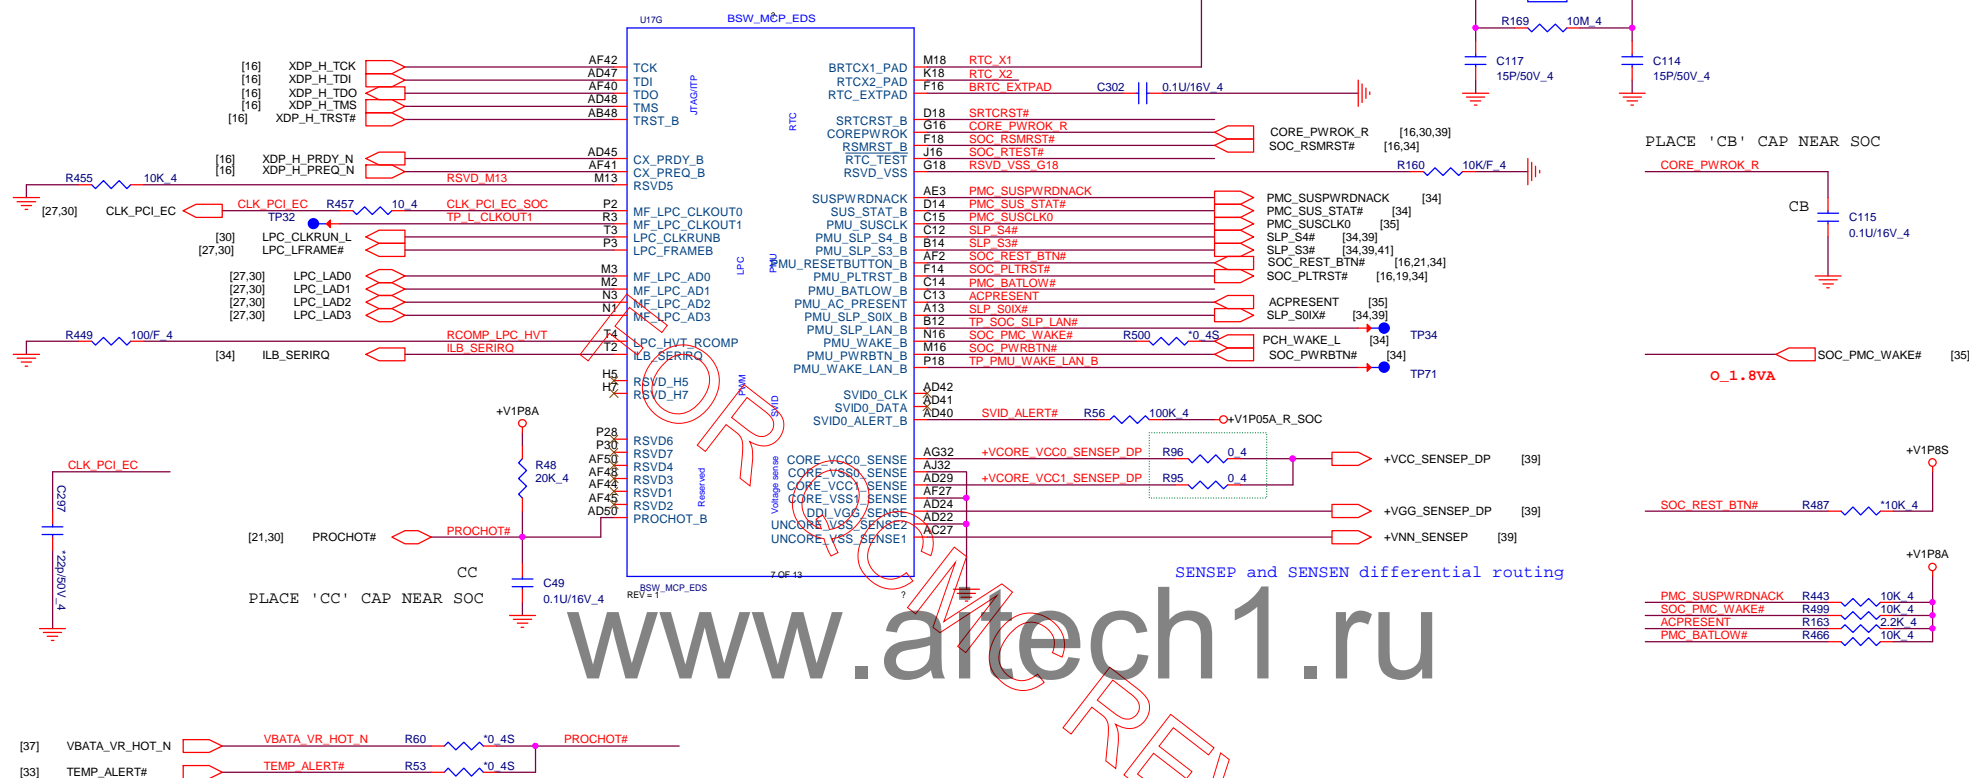 U17G
BSW_MCP_EDS
?
R169 10M_4
C117
15P/50V_4
C114
15P/50V_4
[16] XDP_H_TCK AF42 TCK
[16] XDP_H_TDI AD47 TDI
[16] XDP_H_TDO AF40 TDO
[16] XDP_H_TMS AD48 TMS
[16] XDP_H_TRST# AB48 TRST_B
JTAG/ITP
[16] XDP_H_PRDY_N AD45 CX_PRDY_B
[16] XDP_H_PREQ_N AF41 CX_PREQ_B
R455 10K_4 RSVD_M13 M13 RSVD5
[27,30] CLK_PCI_EC CLK_PCI_EC R457 10_4 CLK_PCI_EC_SOC P2 MF_LPC_CLKOUT0
TP32 TP_L_CLKOUT1 R3 MF_LPC_CLKOUT1
[30] LPC_CLKRUN_L T3 LPC_CLKRUNB
[27,30] LPC_LFRAME# P3 LPC_FRAMEB
LPC
[27,30] LPC_LAD0 M3 MF_LPC_AD0
[27,30] LPC_LAD1 M2 MF_LPC_AD1
[27,30] LPC_LAD2 N3 MF_LPC_AD2
[27,30] LPC_LAD3 N1 MF_LPC_AD3
R449 100/F_4 RCOMP_LPC_HVT T4 LPC_HVT_RCOMP
[34] ILB_SERIRQ ILB_SERIRQ T2 ILB_SERIRQ
H5 RSVD_H5
H7 RSVD_H7
PWM
P28 RSVD6
P30 RSVD7
AF50 RSVD4
AF48 RSVD3
AF44 RSVD1
AF45 RSVD2
AD50 PROCHOT_B
Reserved
+V1P8A
R48
20K_4
[21,30] PROCHOT# PROCHOT#
CC
C49
0.1U/16V_4
PLACE 'CC' CAP NEAR SOC
CLK_PCI_EC
C297
*22p/50V_4
RTC
BRTCX1_PAD M18 RTC_X1
RTCX2_PAD K18 RTC_X2
RTC_EXTPAD F16 BRTC_EXTPAD C302 0.1U/16V_4
SRTCRST_B D18 SRTCRST#
COREPWROK G16 CORE_PWROK_R CORE_PWROK_R [16,30,39]
RSMRST_B F18 SOC_RSMRST# SOC_RSMRST# [16,34]
RTC_TEST J16 SOC_RTEST#
RSVD_VSS G18 RSVD_VSS_G18 R160 10K/F_4
SUSPWRDNACK AE3 PMC_SUSPWRDNACK PMC_SUSPWRDNACK [34]
SUS_STAT_B D14 PMC_SUS_STAT# PMC_SUS_STAT# [34]
PMU_SUSCLK C15 PMC_SUSCLK0 PMC_SUSCLK0 [35]
PMU_SLP_S4_B C12 SLP_S4# SLP_S4# [34,39]
PMU_SLP_S3_B B14 SLP_S3# SLP_S3# [34,39,41]
PMU
PMU_RESETBUTTON_B AF2 SOC_REST_BTN# SOC_REST_BTN# [16,21,34]
PMU_PLTRST_B F14 SOC_PLTRST# SOC_PLTRST# [16,19,34]
PMU_BATLOW_B C14 PMC_BATLOW#
PMU_AC_PRESENT C13 ACPRESENT ACPRESENT [35]
PMU_SLP_S0IX_B A13 SLP_S0IX# SLP_S0IX# [34,39]
PMU_SLP_LAN_B B12 TP_SOC_SLP_LAN# TP34
PMU_WAKE_B N16 SOC_PMC_WAKE# R500 *0_4S PCH_WAKE_L [34]
PMU_PWRBTN_B M16 SOC_PWRBTN# SOC_PWRBTN# [34]
PMU_WAKE_LAN_B P18 TP_PMU_WAKE_LAN_B TP71
SVID
SVID0_CLK AD42
SVID0_DATA AD41
SVID0_ALERT_B AD40 SVID_ALERT# R56 100K_4 +V1P05A_R_SOC
Voltage sense
CORE_VCC0_SENSE AG32 +VCORE_VCC0_SENSEP_DP R96 0_4 +VCC_SENSEP_DP [39]
CORE_VSS0_SENSE AJ32
CORE_VCC1_SENSE AD29 +VCORE_VCC1_SENSEP_DP R95 0_4
CORE_VSS1_SENSE AF27
DDI_VGG_SENSE AD24 +VGG_SENSEP_DP [39]
UNCORE_VSS_SENSE2 AD22
UNCORE_VSS_SENSE1 AC27 +VNN_SENSEP [39]
7 OF 13
BSW_MCP_EDS
REV = 1
?
SENSEP and SENSEN differential routing
PLACE 'CB' CAP NEAR SOC
CORE_PWROK_R
CB
C115
0.1U/16V_4
SOC_PMC_WAKE# [35]
O_1.8VA
+V1P8S
SOC_REST_BTN# R487 *10K_4
+V1P8A
PMC_SUSPWRDNACK R443 10K_4
SOC_PMC_WAKE# R499 10K_4
ACPRESENT R163 2.2K_4
PMC_BATLOW# R466 10K_4
www.aitech1.ru
[37] VBATA_VR_HOT_N VBATA_VR_HOT_N R60 *0_4S PROCHOT#
[33] TEMP_ALERT# TEMP_ALERT# R53 *0_4S